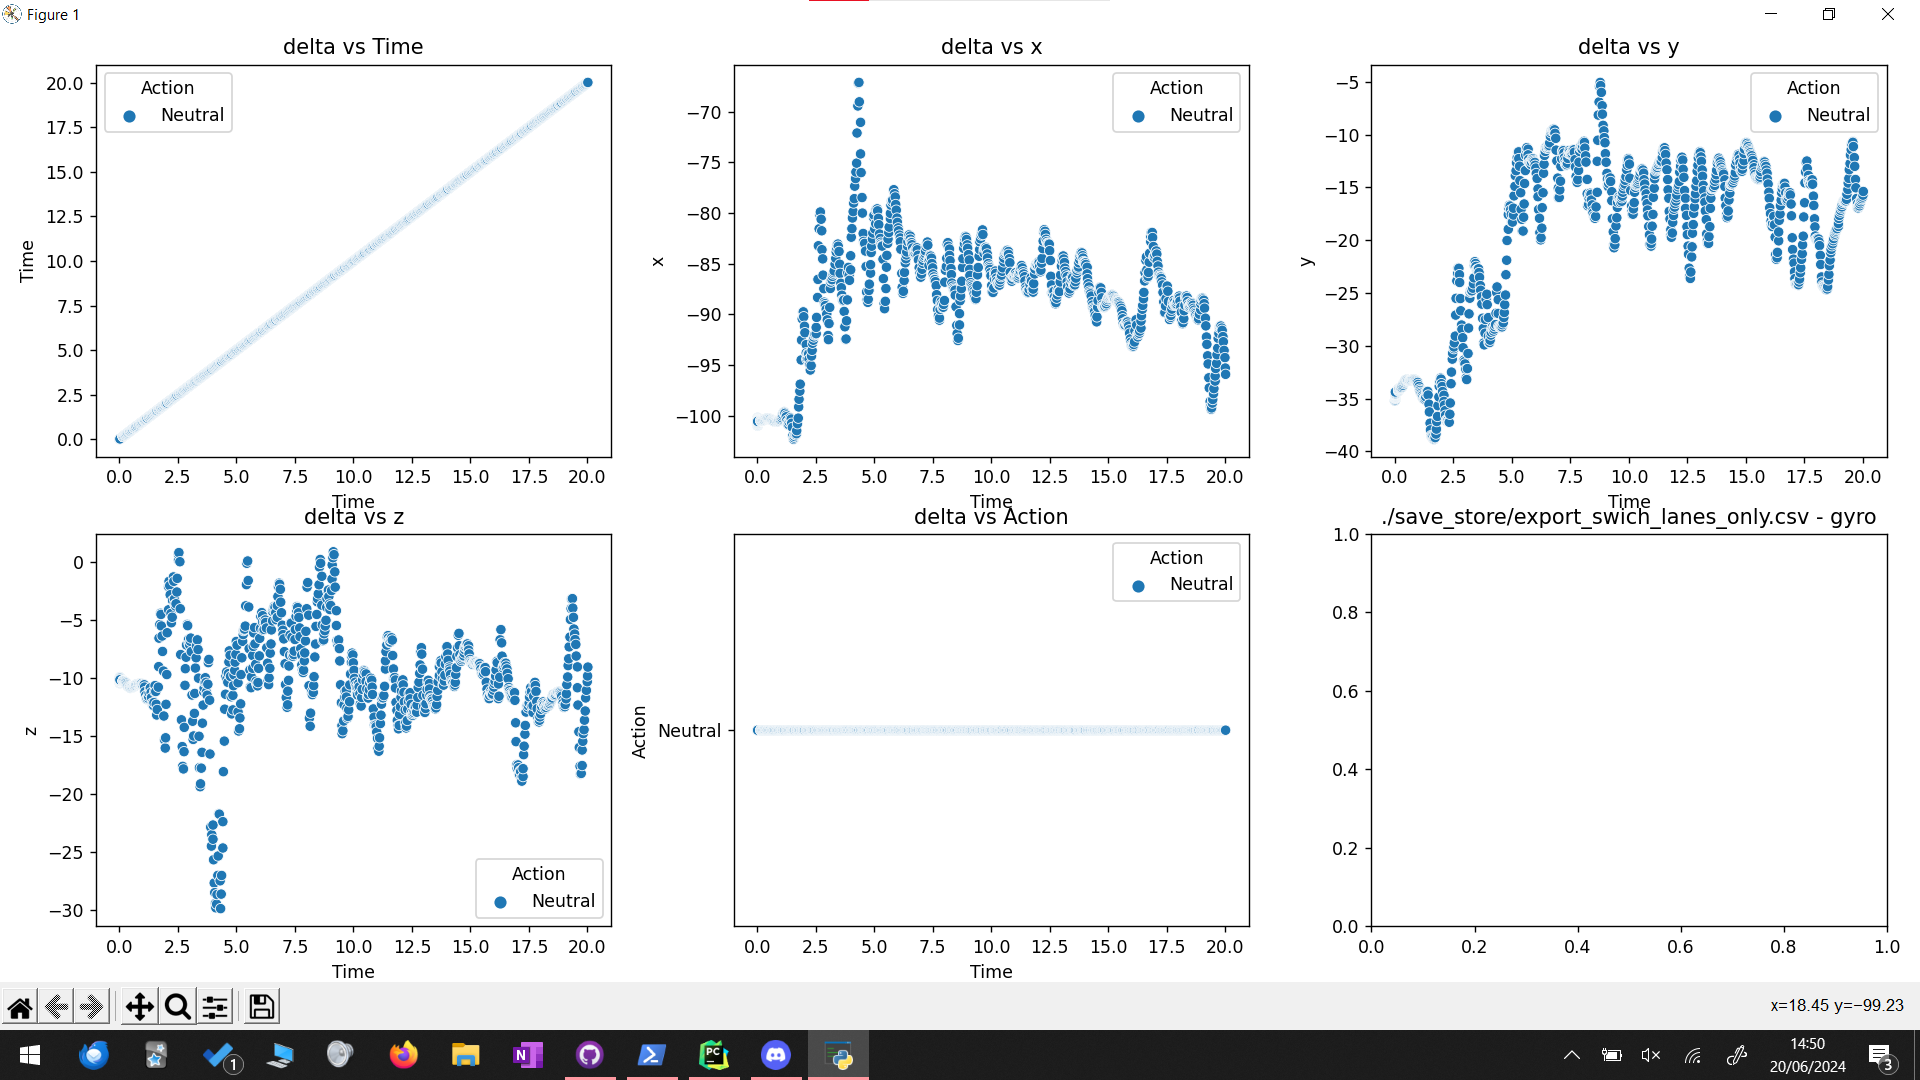 Figure 1
delta vs Time
Action
Neutral
Time
20.0
17.5
15.0
12.5
10.0
7.5
5.0
2.5
0.0
0.0 2.5 5.0 7.5 10.0 12.5 15.0 17.5 20.0
Time
delta vs x
Action
Neutral
x
−70
−75
−80
−85
−90
−95
−100
0.0 2.5 5.0 7.5 10.0 12.5 15.0 17.5 20.0
Time
delta vs y
Action
Neutral
y
−5
−10
−15
−20
−25
−30
−35
−40
0.0 2.5 5.0 7.5 10.0 12.5 15.0 17.5 20.0
Time
delta vs z
z
0
−5
−10
−15
−20
−25
−30
Action
Neutral
0.0 2.5 5.0 7.5 10.0 12.5 15.0 17.5 20.0
Time
delta vs Action
Action
Neutral
Action
Neutral
0.0 2.5 5.0 7.5 10.0 12.5 15.0 17.5 20.0
Time
./save_store/export_swich_lanes_only.csv - gyro
1.0
0.8
0.6
0.4
0.2
0.0
0.0 0.2 0.4 0.6 0.8 1.0
x=18.45 y=−99.23
1
N
PC
14:50
20/06/2024
3